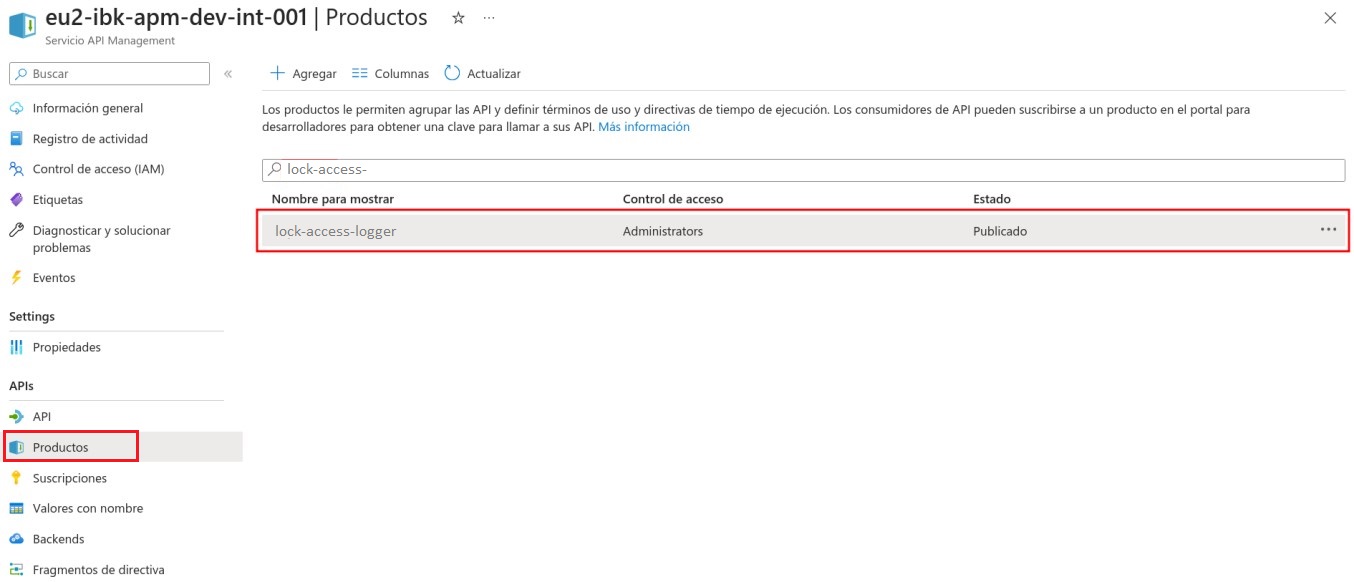 eu2-ibk-apm-dev-int-001 | Productos
Servicio API Management
Buscar
Información general
Registro de actividad
Control de acceso (IAM)
Etiquetas
Diagnosticar y solucionar
problemas
Eventos
Settings
Propiedades
APIs
API
Productos
Suscripciones
Valores con nombre
Backends
Fragmentos de directiva
Agregar Columnas Actualizar
Los productos le permiten agrupar las API y definir términos de uso y directivas de tiempo de ejecución. Los consumidores de API pueden suscribirse a un producto en el portal para
desarrolladores para obtener una clave para llamar a sus API. Más información
lock-access-
Nombre para mostrar Control de acceso Estado
lock-access-logger Administrators Publicado